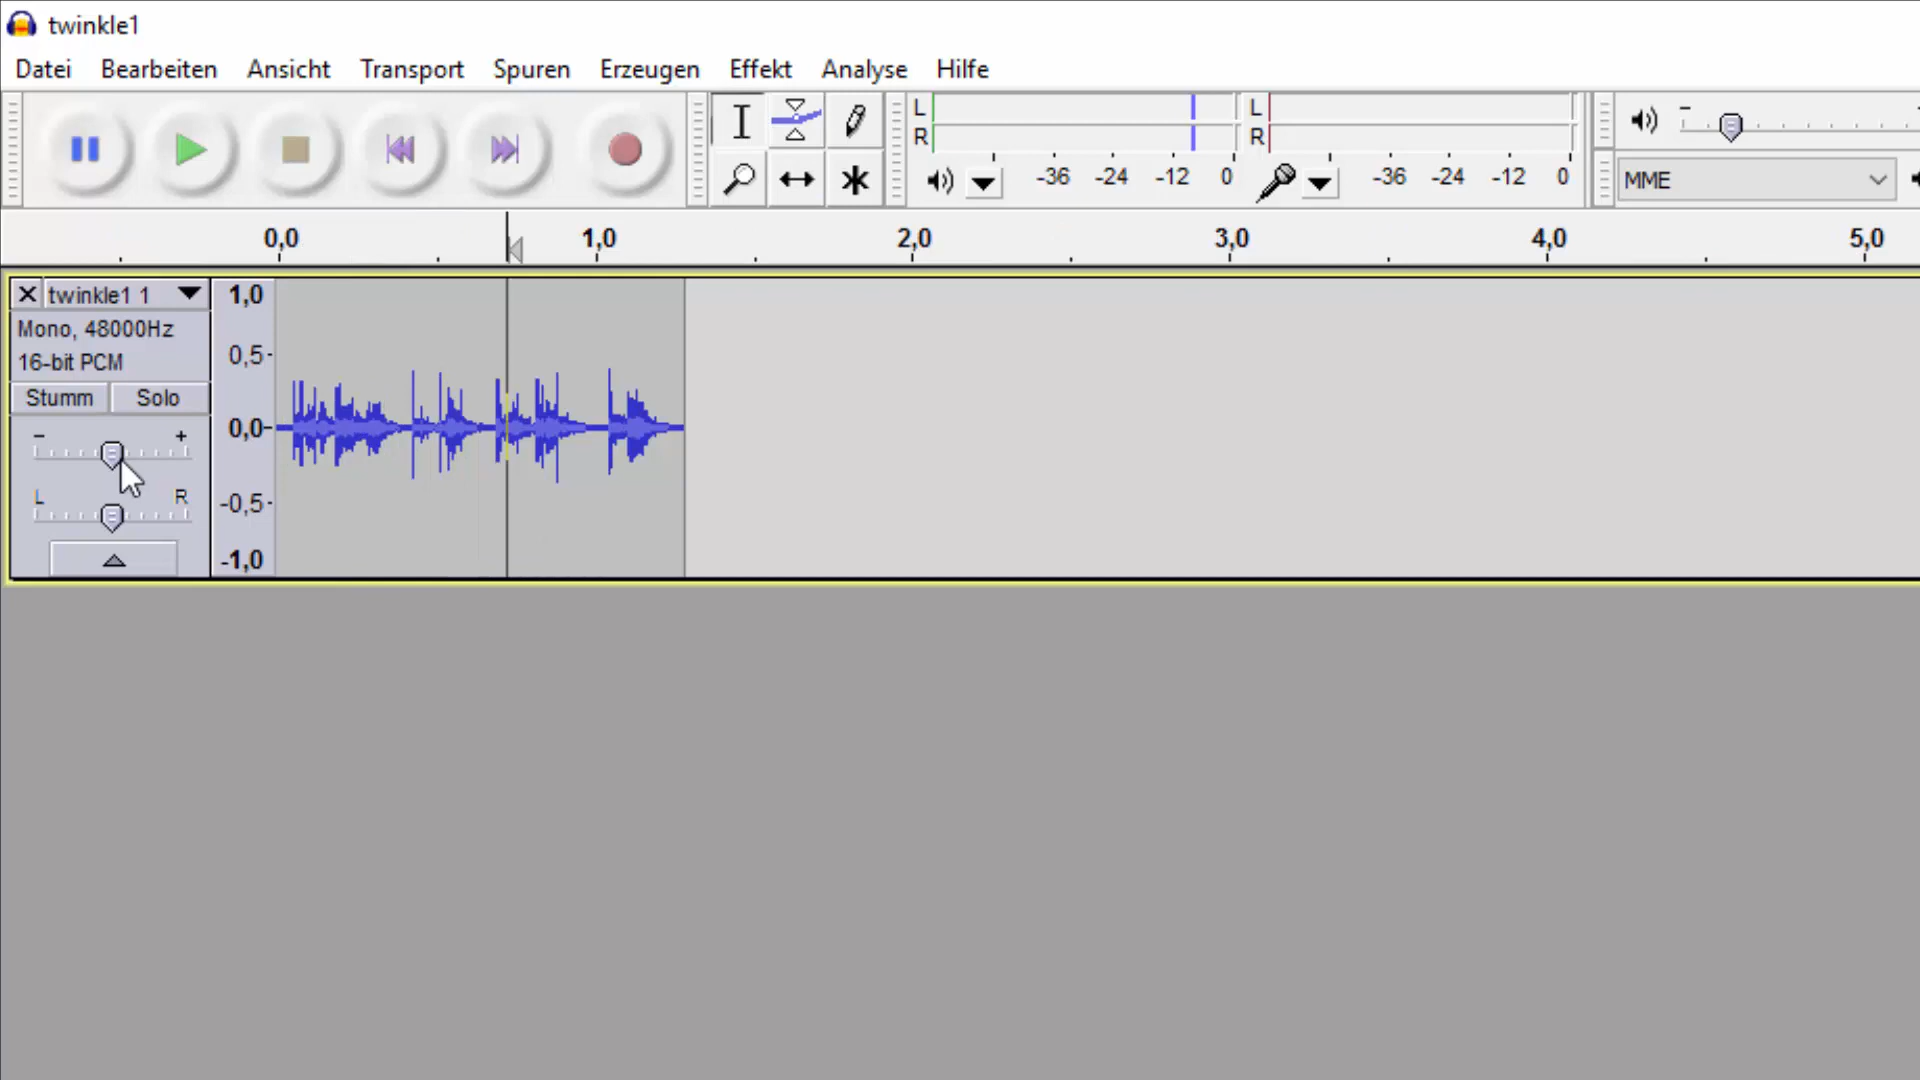 twinkle1
Datei Bearbeiten Ansicht Transport Spuren Erzeugen Effekt Analyse Hilfe
L L
R R
-36 -24 -12 0 -36 -24 -12 0
MME
0,0 1,0 2,0 3,0 4,0 5,0
twinkle1 1
Mono, 48000Hz
16-bit PCM
Stumm Solo
- +
L R
1,0
0,5
0,0
-0,5
-1,0